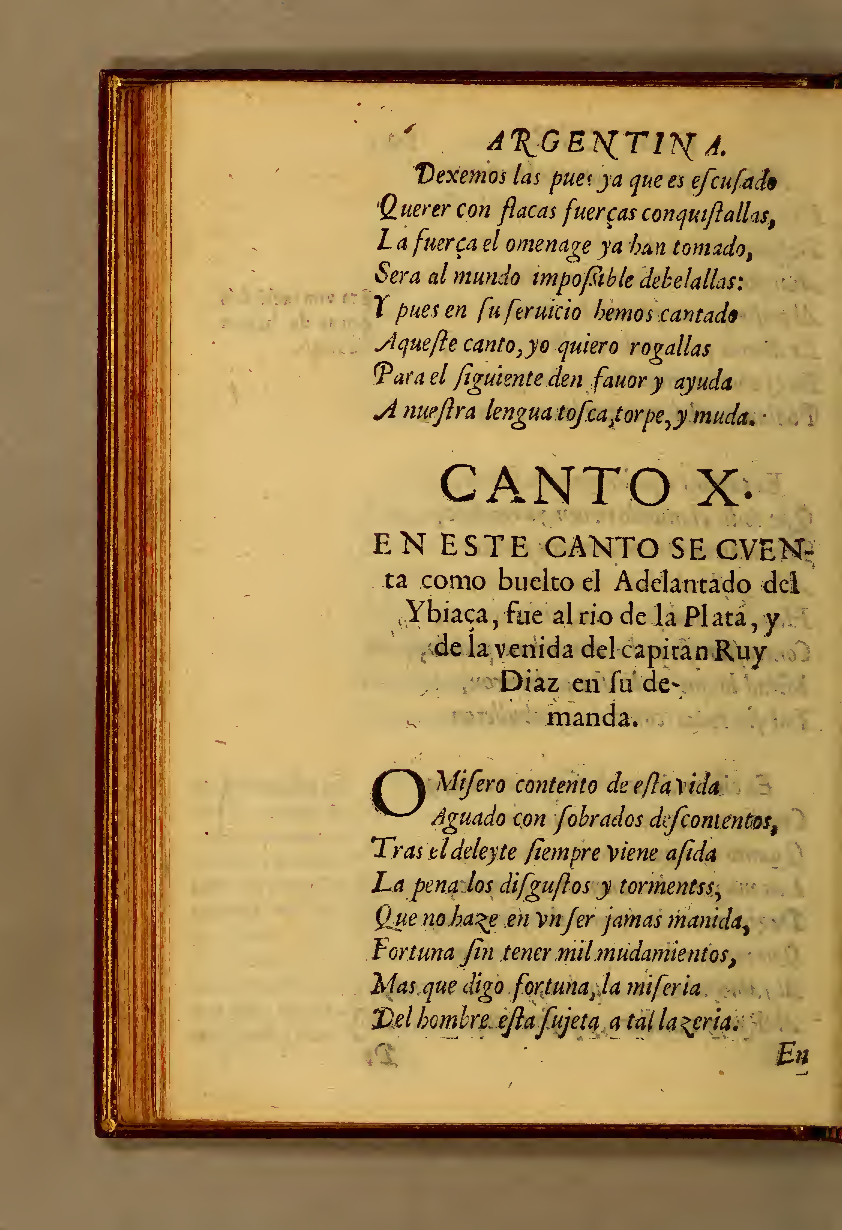 ARGENTINA.
Dexemos las pues ya que es eſcuſado
Querer con flacas fuerças conquiſtallas,
La fuerça el omenage ya han tomado,
Sera al mundo impoſsible debelallas:
Y pues en ſu ſeruicio hemos cantado
Aqueſte canto, yo quiero rogallas
Para el ſiguiente den fauor y ayuda
A nueſtra lengua toſca, torpe, y muda.
CANTO X.
EN ESTE CANTO SE CVEN-
ta como buelto el Adelantado del
Ybiaça, fue al rio de la Plata, y
de la venida del capitan Ruy
Diaz en ſu de-
manda.
O Miſero contento de eſta vida
Aguado con ſobrados deſcontentos,
Tras el deleyte ſiempre viene aſida
La pena los diſguſtos y tormentss,
Que no haze en vn ſer jamas manida,
Fortuna ſin tener mil mudamientos,
Mas que digo fortuna, la miſeria
Del hombre eſta ſujeta a tal lazeria.
En